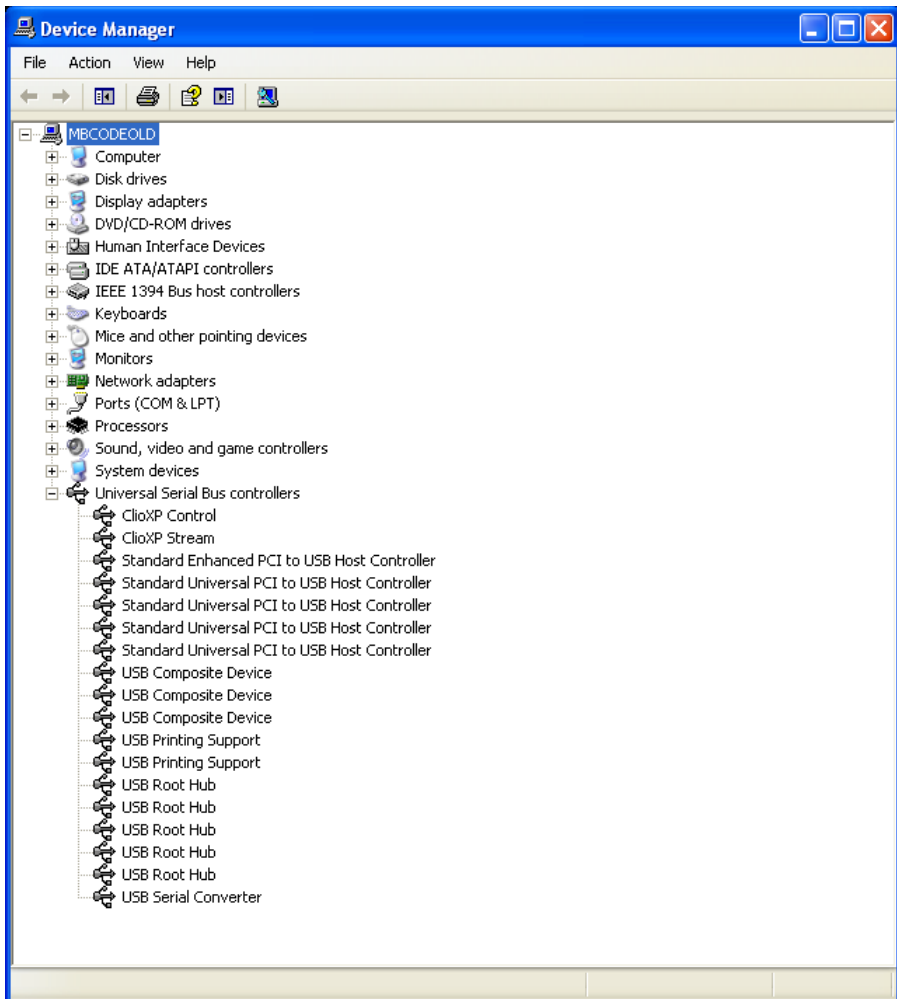 Device Manager
File Action View Help
MBCODEOLD
Computer
Disk drives
Display adapters
DVD/CD-ROM drives
Human Interface Devices
IDE ATA/ATAPI controllers
IEEE 1394 Bus host controllers
Keyboards
Mice and other pointing devices
Monitors
Network adapters
Ports (COM & LPT)
Processors
Sound, video and game controllers
System devices
Universal Serial Bus controllers
ClioXP Control
ClioXP Stream
Standard Enhanced PCI to USB Host Controller
Standard Universal PCI to USB Host Controller
Standard Universal PCI to USB Host Controller
Standard Universal PCI to USB Host Controller
Standard Universal PCI to USB Host Controller
USB Composite Device
USB Composite Device
USB Composite Device
USB Printing Support
USB Printing Support
USB Root Hub
USB Root Hub
USB Root Hub
USB Root Hub
USB Root Hub
USB Serial Converter